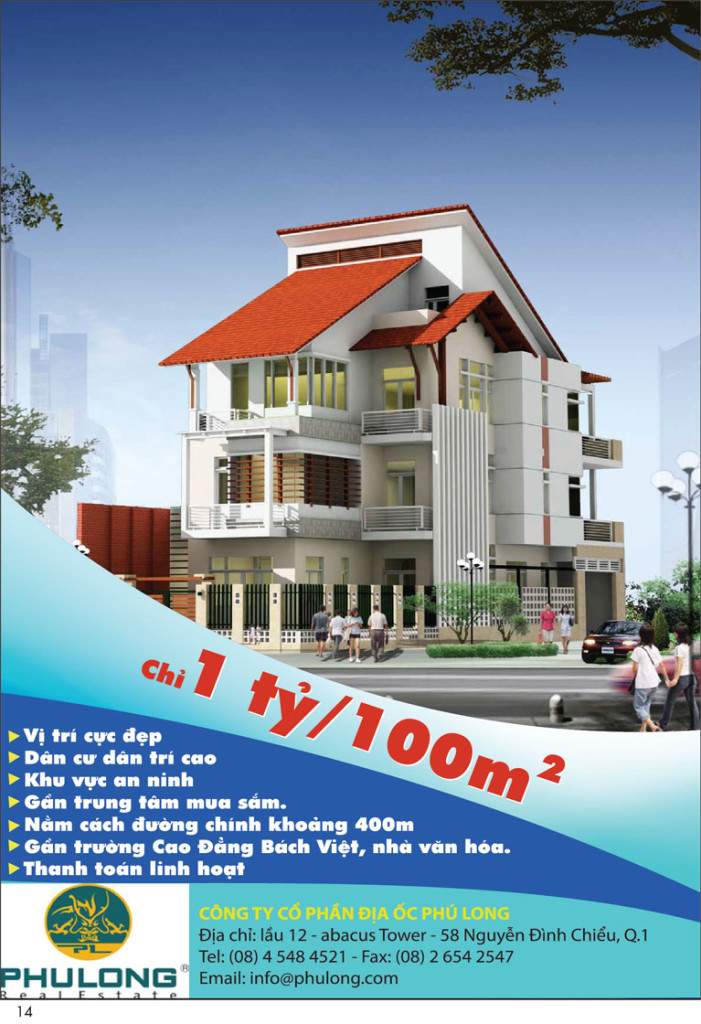 Chỉ 1 tỷ/100m²
Vị trí cực đẹp
Dân cư dân trí cao
Khu vực an ninh
Gần trung tâm mua sắm.
Nằm cách đường chính khoảng 400m
Gần trường Cao Đẳng Bách Việt, nhà văn hóa.
Thanh toán linh hoạt
PL
PHULONG®
Real Estate
CÔNG TY CỔ PHẦN ĐỊA ỐC PHÚ LONG
Địa chỉ: lầu 12 - abacus Tower - 58 Nguyễn Đình Chiểu, Q.1
Tel: (08) 4 548 4521 - Fax: (08) 2 654 2547
Email: info@phulong.com
14